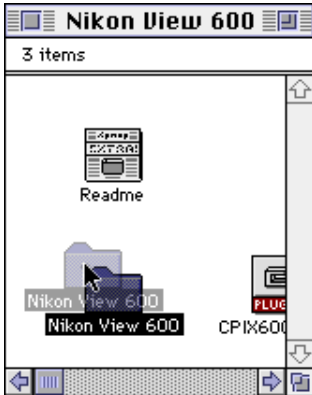 Nikon View 600
3 items
EXTRA!
Readme
Nikon View 600
Nikon View 600
PLUG
CPIX600